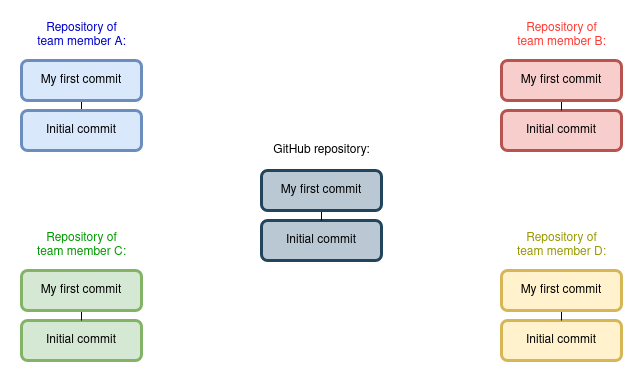 Repository of
team member A:
My first commit
Initial commit
Repository of
team member B:
My first commit
Initial commit
GitHub repository:
My first commit
Initial commit
Repository of
team member C:
My first commit
Initial commit
Repository of
team member D:
My first commit
Initial commit